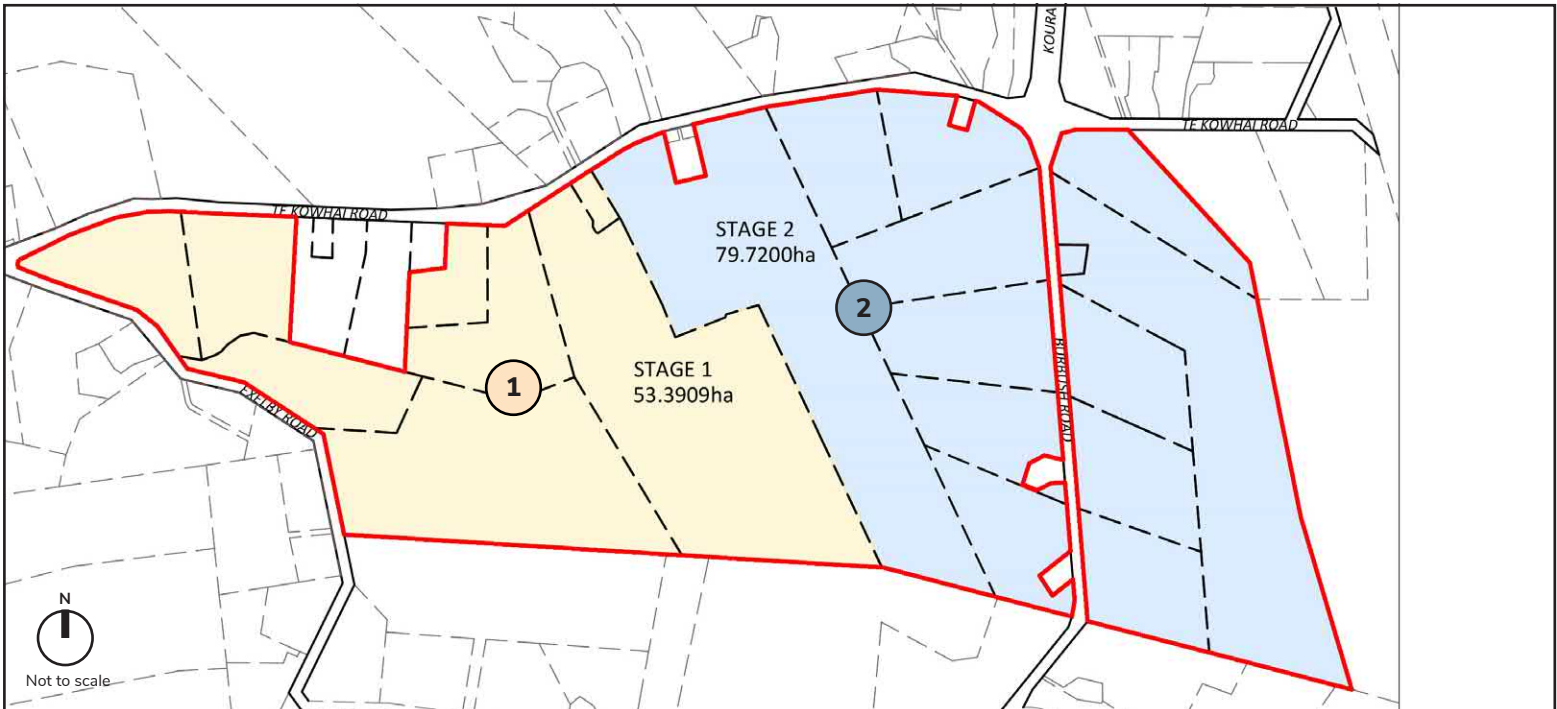 KOURA
TE KOWHAI ROAD
TE KOWHAI ROAD
STAGE 2
79.7200ha
2
STAGE 1
53.3909ha
1
BURBUSH ROAD
EXELBY ROAD
N
Not to scale